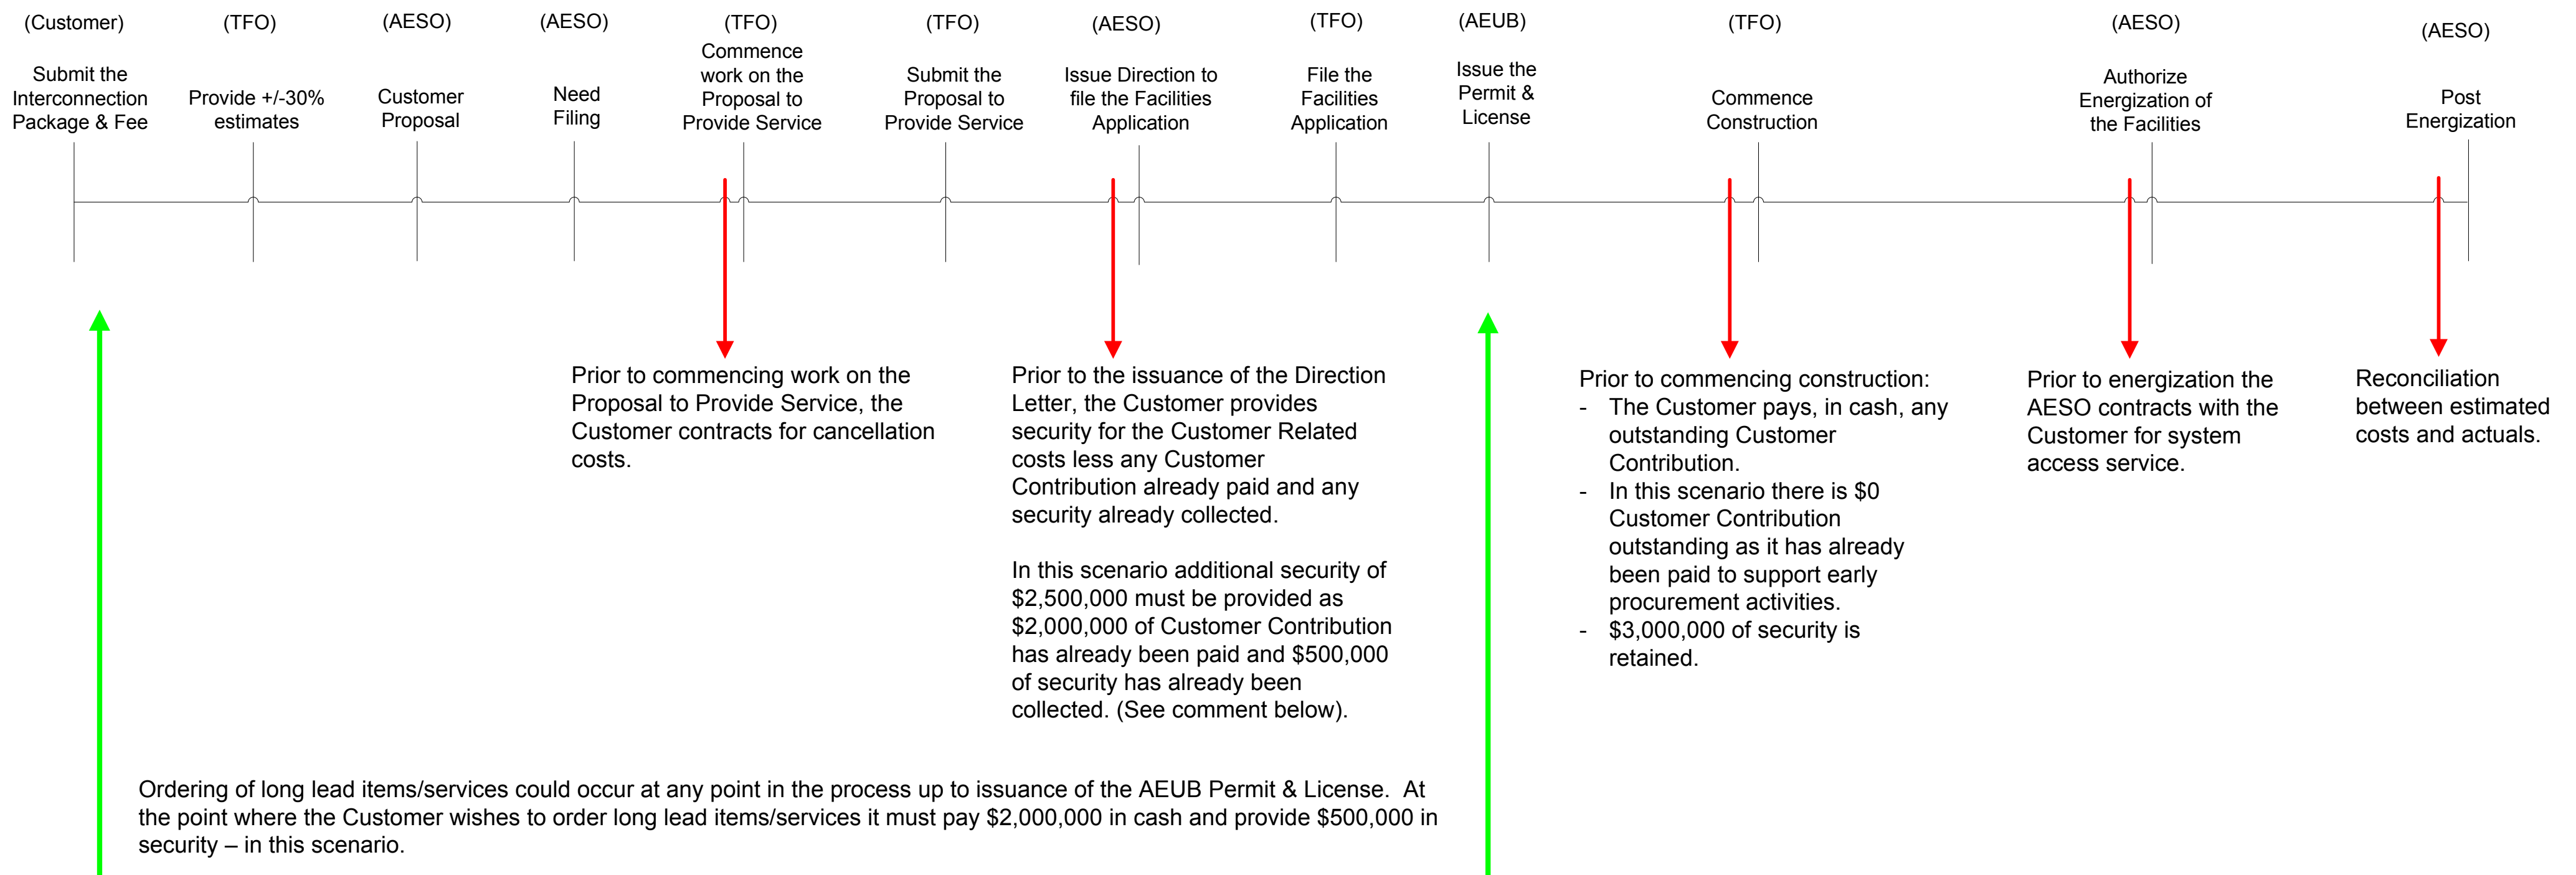 (Customer)
Submit the
Interconnection
Package & Fee
(TFO)
Provide +/-30%
estimates
(AESO)
Customer
Proposal
(AESO)
Need
Filing
(TFO)
Commence
work on the
Proposal to
Provide Service
(TFO)
Submit the
Proposal to
Provide Service
(AESO)
Issue Direction to
file the Facilities
Application
(TFO)
File the
Facilities
Application
(AEUB)
Issue the
Permit &
License
(TFO)
Commence
Construction
(AESO)
Authorize
Energization of
the Facilities
(AESO)
Post
Energization
Prior to commencing work on the
Proposal to Provide Service, the
Customer contracts for cancellation
costs.
Prior to the issuance of the Direction
Letter, the Customer provides
security for the Customer Related
costs less any Customer
Contribution already paid and any
security already collected.
In this scenario additional security of
$2,500,000 must be provided as
$2,000,000 of Customer Contribution
has already been paid and $500,000
of security has already been
collected. (See comment below).
Prior to commencing construction:
- The Customer pays, in cash, any
outstanding Customer
Contribution.
- In this scenario there is $0
Customer Contribution
outstanding as it has already
been paid to support early
procurement activities.
- $3,000,000 of security is
retained.
Prior to energization the
AESO contracts with the
Customer for system
access service.
Reconciliation
between estimated
costs and actuals.
Ordering of long lead items/services could occur at any point in the process up to issuance of the AEUB Permit & License. At
the point where the Customer wishes to order long lead items/services it must pay $2,000,000 in cash and provide $500,000 in
security – in this scenario.